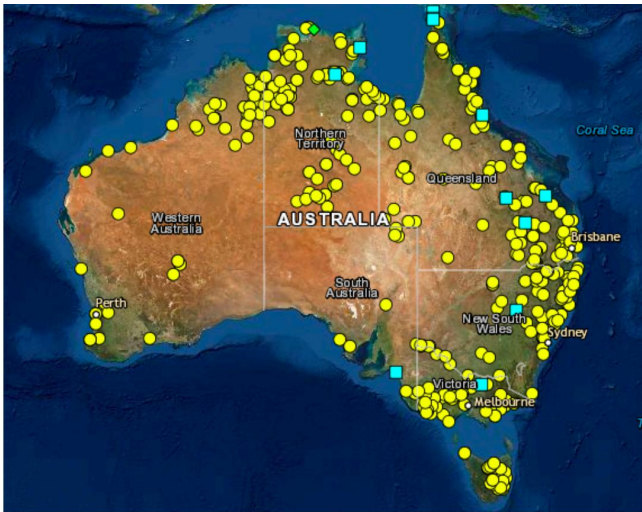 Coral Sea
Northern
Territory
Queensland
Western
Australia
AUSTRALIA
Brisbane
South
Australia
Perth
New South
Wales
Sydney
Victoria
Melbourne